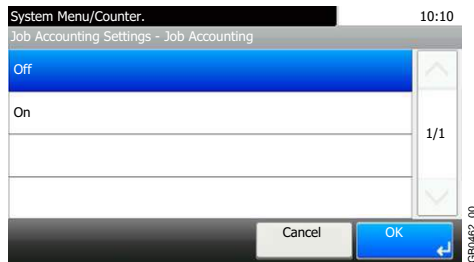 System Menu/Counter. 10:10
Job Accounting Settings - Job Accounting
Off
On
1/1
Cancel OK
GB0462_00